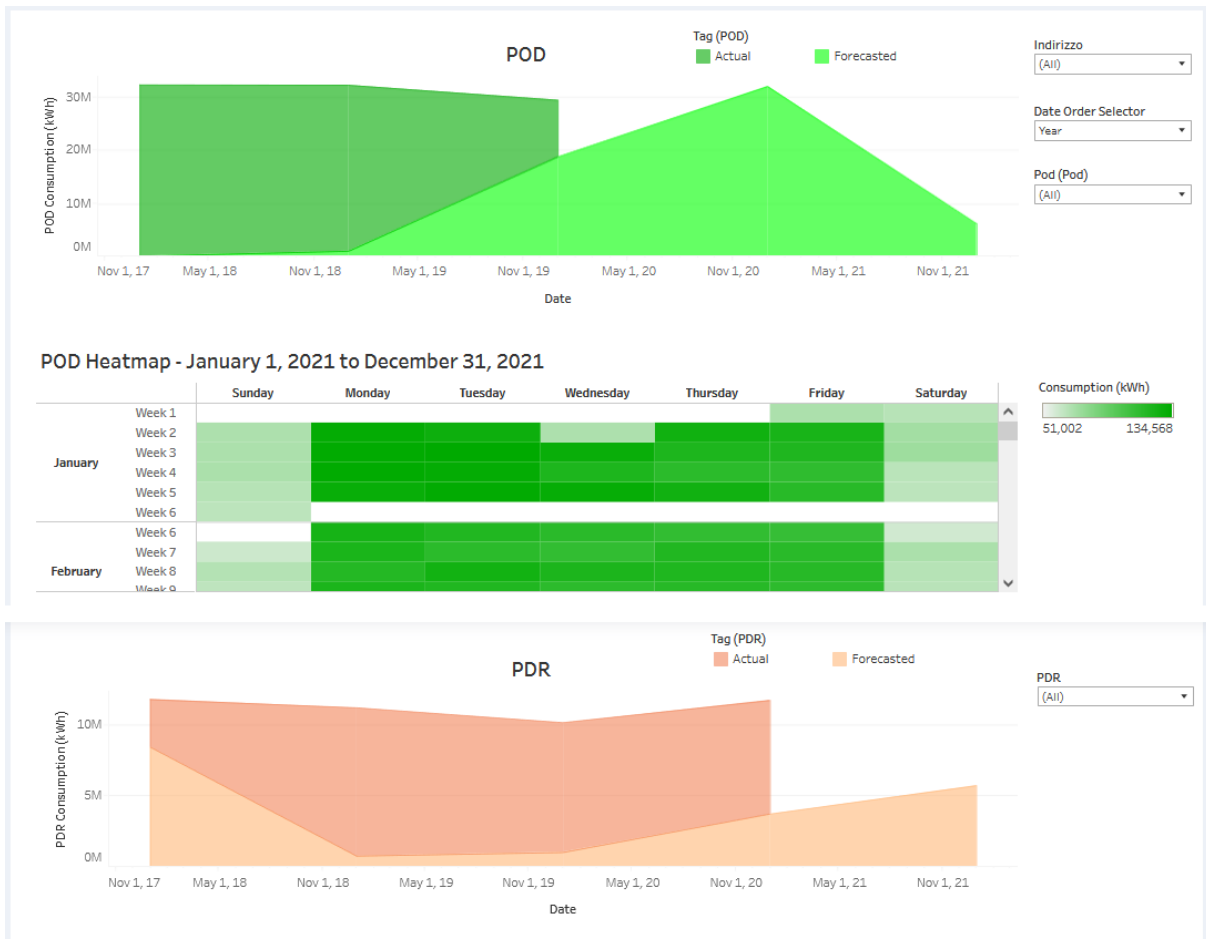 Tag (POD)
POD
Actual
Forecasted
Indirizzo
(All)
Date Order Selector
Year
Pod (Pod)
(All)
POD Consumption (kWh)
30M
20M
10M
0M
Nov 1, 17 May 1, 18 Nov 1, 18 May 1, 19 Nov 1, 19 May 1, 20 Nov 1, 20 May 1, 21 Nov 1, 21
Date
POD Heatmap - January 1, 2021 to December 31, 2021
Sunday Monday Tuesday Wednesday Thursday Friday Saturday
Consumption (kWh)
51,002 134,568
January
Week 1
Week 2
Week 3
Week 4
Week 5
Week 6
February
Week 6
Week 7
Week 8
Week 9
Tag (PDR)
PDR
Actual
Forecasted
PDR
(All)
PDR Consumption (kWh)
10M
5M
0M
Nov 1, 17 May 1, 18 Nov 1, 18 May 1, 19 Nov 1, 19 May 1, 20 Nov 1, 20 May 1, 21 Nov 1, 21
Date